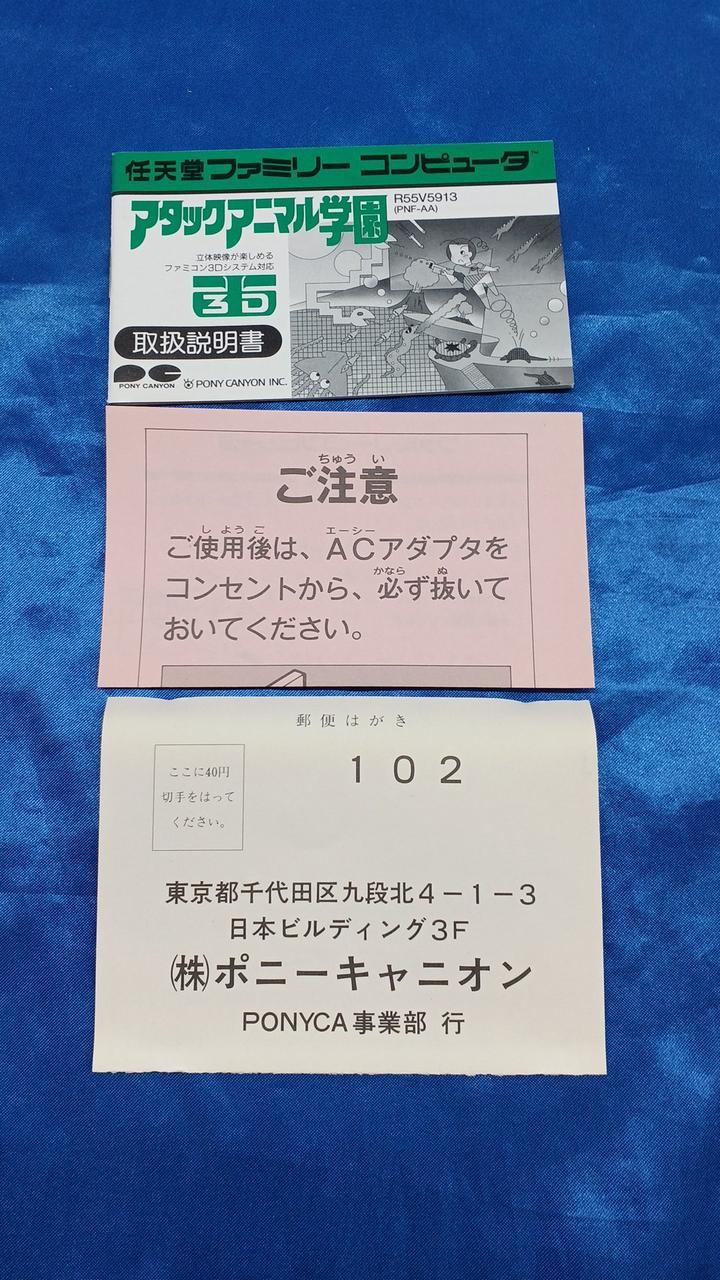 任天堂ファミリー コンピュータ™
アタックアニマル学園
R55V5913
(PNF-AA)
立体映像が楽しめる
ファミコン3Dシステム対応
3D
取扱説明書
PONY CANYON
PONY CANYON INC.
ちゅう い
ご注意
し よう ご エーシー
ご使用後は、ACアダプタを
かなら ぬ
コンセントから、必ず抜いて
おいてください。
郵便はがき
ここに40円
切手をはって
ください。
102
東京都千代田区九段北4-1-3
日本ビルディング3F
㈱ポニーキャニオン
PONYCA事業部 行